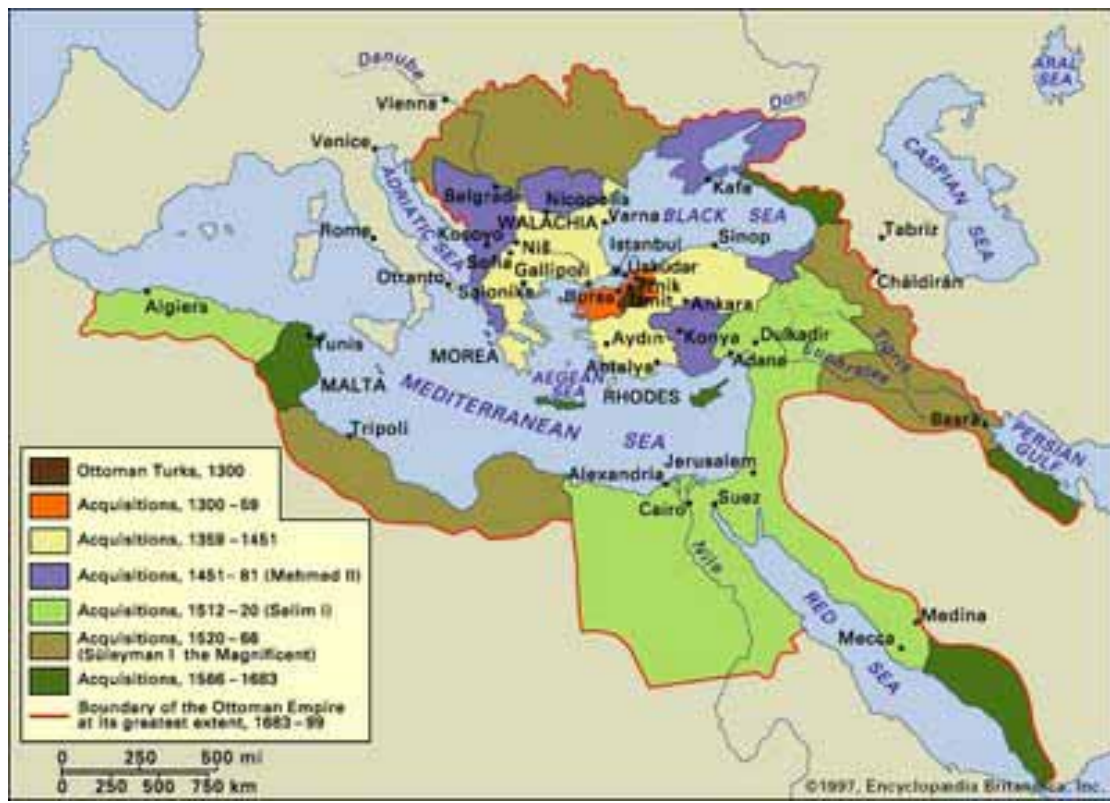 ARAL
SEA
Danube
Vienna
Don
Venice
CASPIAN
SEA
ADRIATIC SEA
Belgrade
Nicopolis
Kafa
WALACHIA
Varna
BLACK SEA
Rome
Kosovo
Niš
Istanbul
Sinop
Tabriz
Sofia
Üsküdar
Otranto
Gallipoli
Chāldirān
Salonika
Bursa
İznik
İzmit
Ankara
Algiers
Tunis
Aydın
Konya
Dulkadir
MOREA
Antalya
Adana
Euphrates
Tigris
MALTA
AEGEAN
SEA
RHODES
MEDITERRANEAN
SEA
Basra
PERSIAN
GULF
Tripoli
Alexandria
Jerusalem
Cairo
Suez
Nile
RED
SEA
Medina
Mecca
Ottoman Turks, 1300
Acquisitions, 1300–59
Acquisitions, 1359–1451
Acquisitions, 1451–81 (Mehmed II)
Acquisitions, 1512–20 (Selim I)
Acquisitions, 1520–66
(Süleyman I the Magnificent)
Acquisitions, 1566–1683
Boundary of the Ottoman Empire
at its greatest extent, 1683–99
0 250 500 mi
0 250 500 750 km
©1997, Encyclopædia Britannica, Inc.